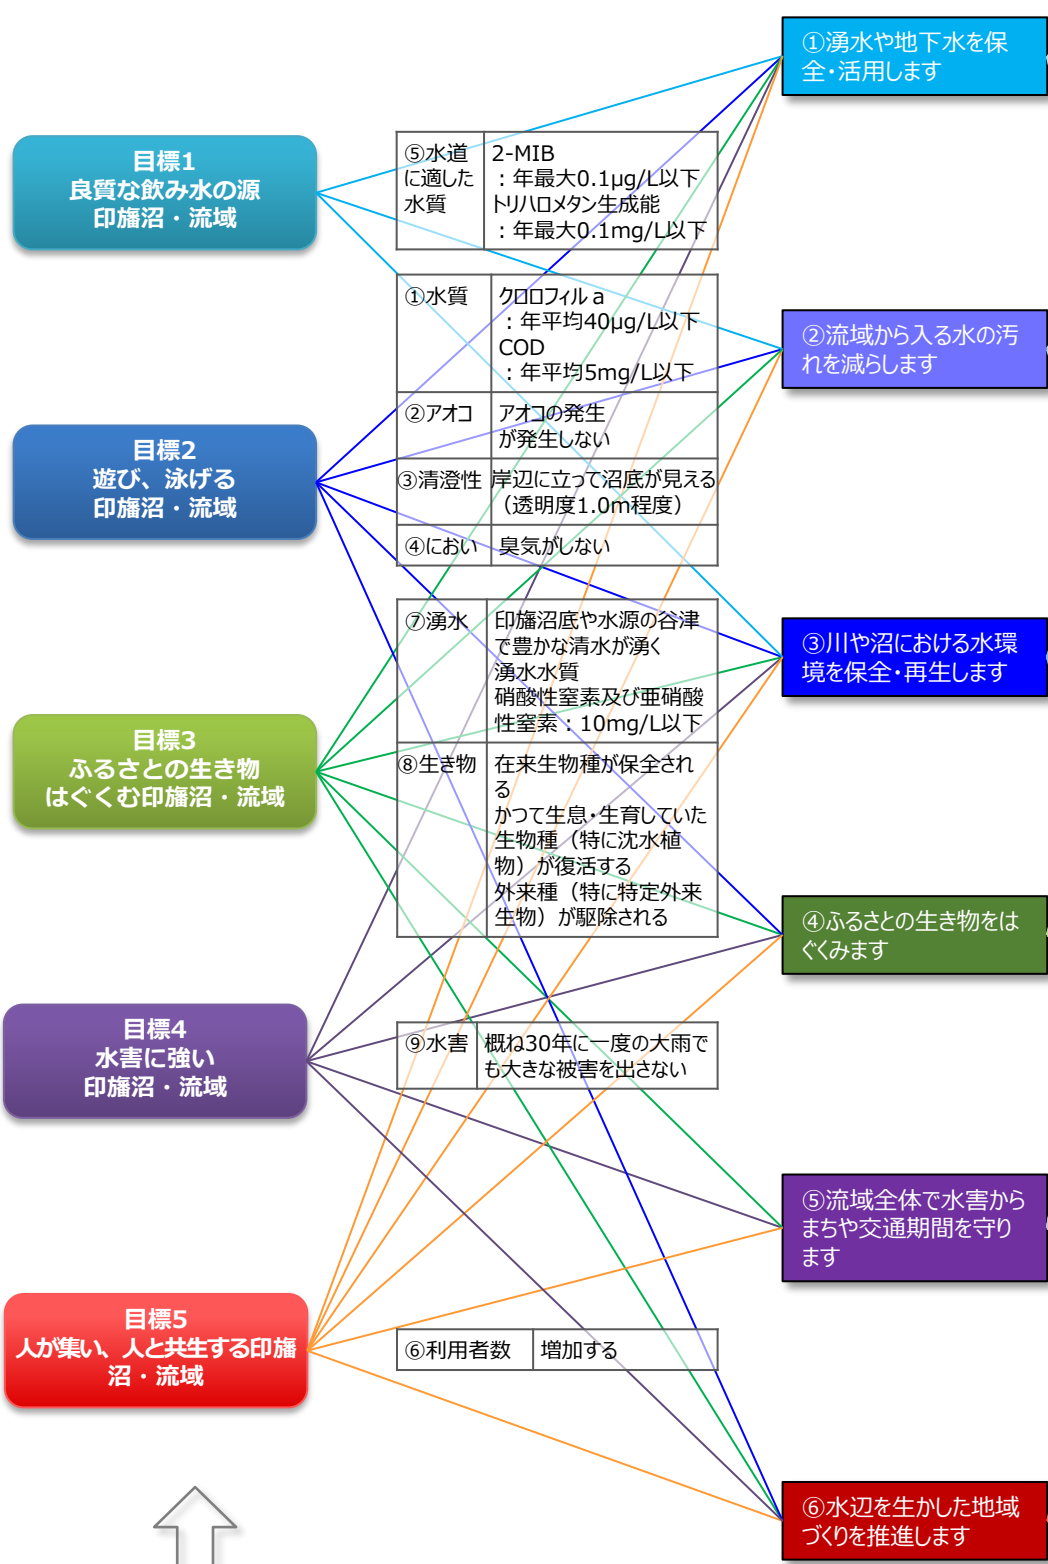 目標1
良質な飲み水の源
印旛沼・流域
目標2
遊び、泳げる
印旛沼・流域
目標3
ふるさとの生き物
はぐくむ印旛沼・流域
目標4
水害に強い
印旛沼・流域
目標5
人が集い、人と共生する印旛
沼・流域
⑤水道
に適した
水質
2-MIB
：年最大0.1μg/L以下
トリハロメタン生成能
：年最大0.1mg/L以下
①水質
クロロフィルa
：年平均40μg/L以下
COD
：年平均5mg/L以下
②アオコ
アオコの発生
が発生しない
③清澄性
岸辺に立って沼底が見える
（透明度1.0m程度）
④におい
臭気がしない
⑦湧水
印旛沼底や水源の谷津
で豊かな清水が湧く
湧水水質
硝酸性窒素及び亜硝酸
性窒素：10mg/L以下
⑧生き物
在来生物種が保全され
る
かつて生息・生育していた
生物種（特に沈水植
物）が復活する
外来種（特に特定外来
生物）が駆除される
⑨水害
概ね30年に一度の大雨で
も大きな被害を出さない
⑥利用者数
増加する
①湧水や地下水を保
全・活用します
②流域から入る水の汚
れを減らします
③川や沼における水環
境を保全・再生します
④ふるさとの生き物をは
ぐくみます
⑤流域全体で水害から
まちや交通期間を守り
ます
⑥水辺を生かした地域
づくりを推進します